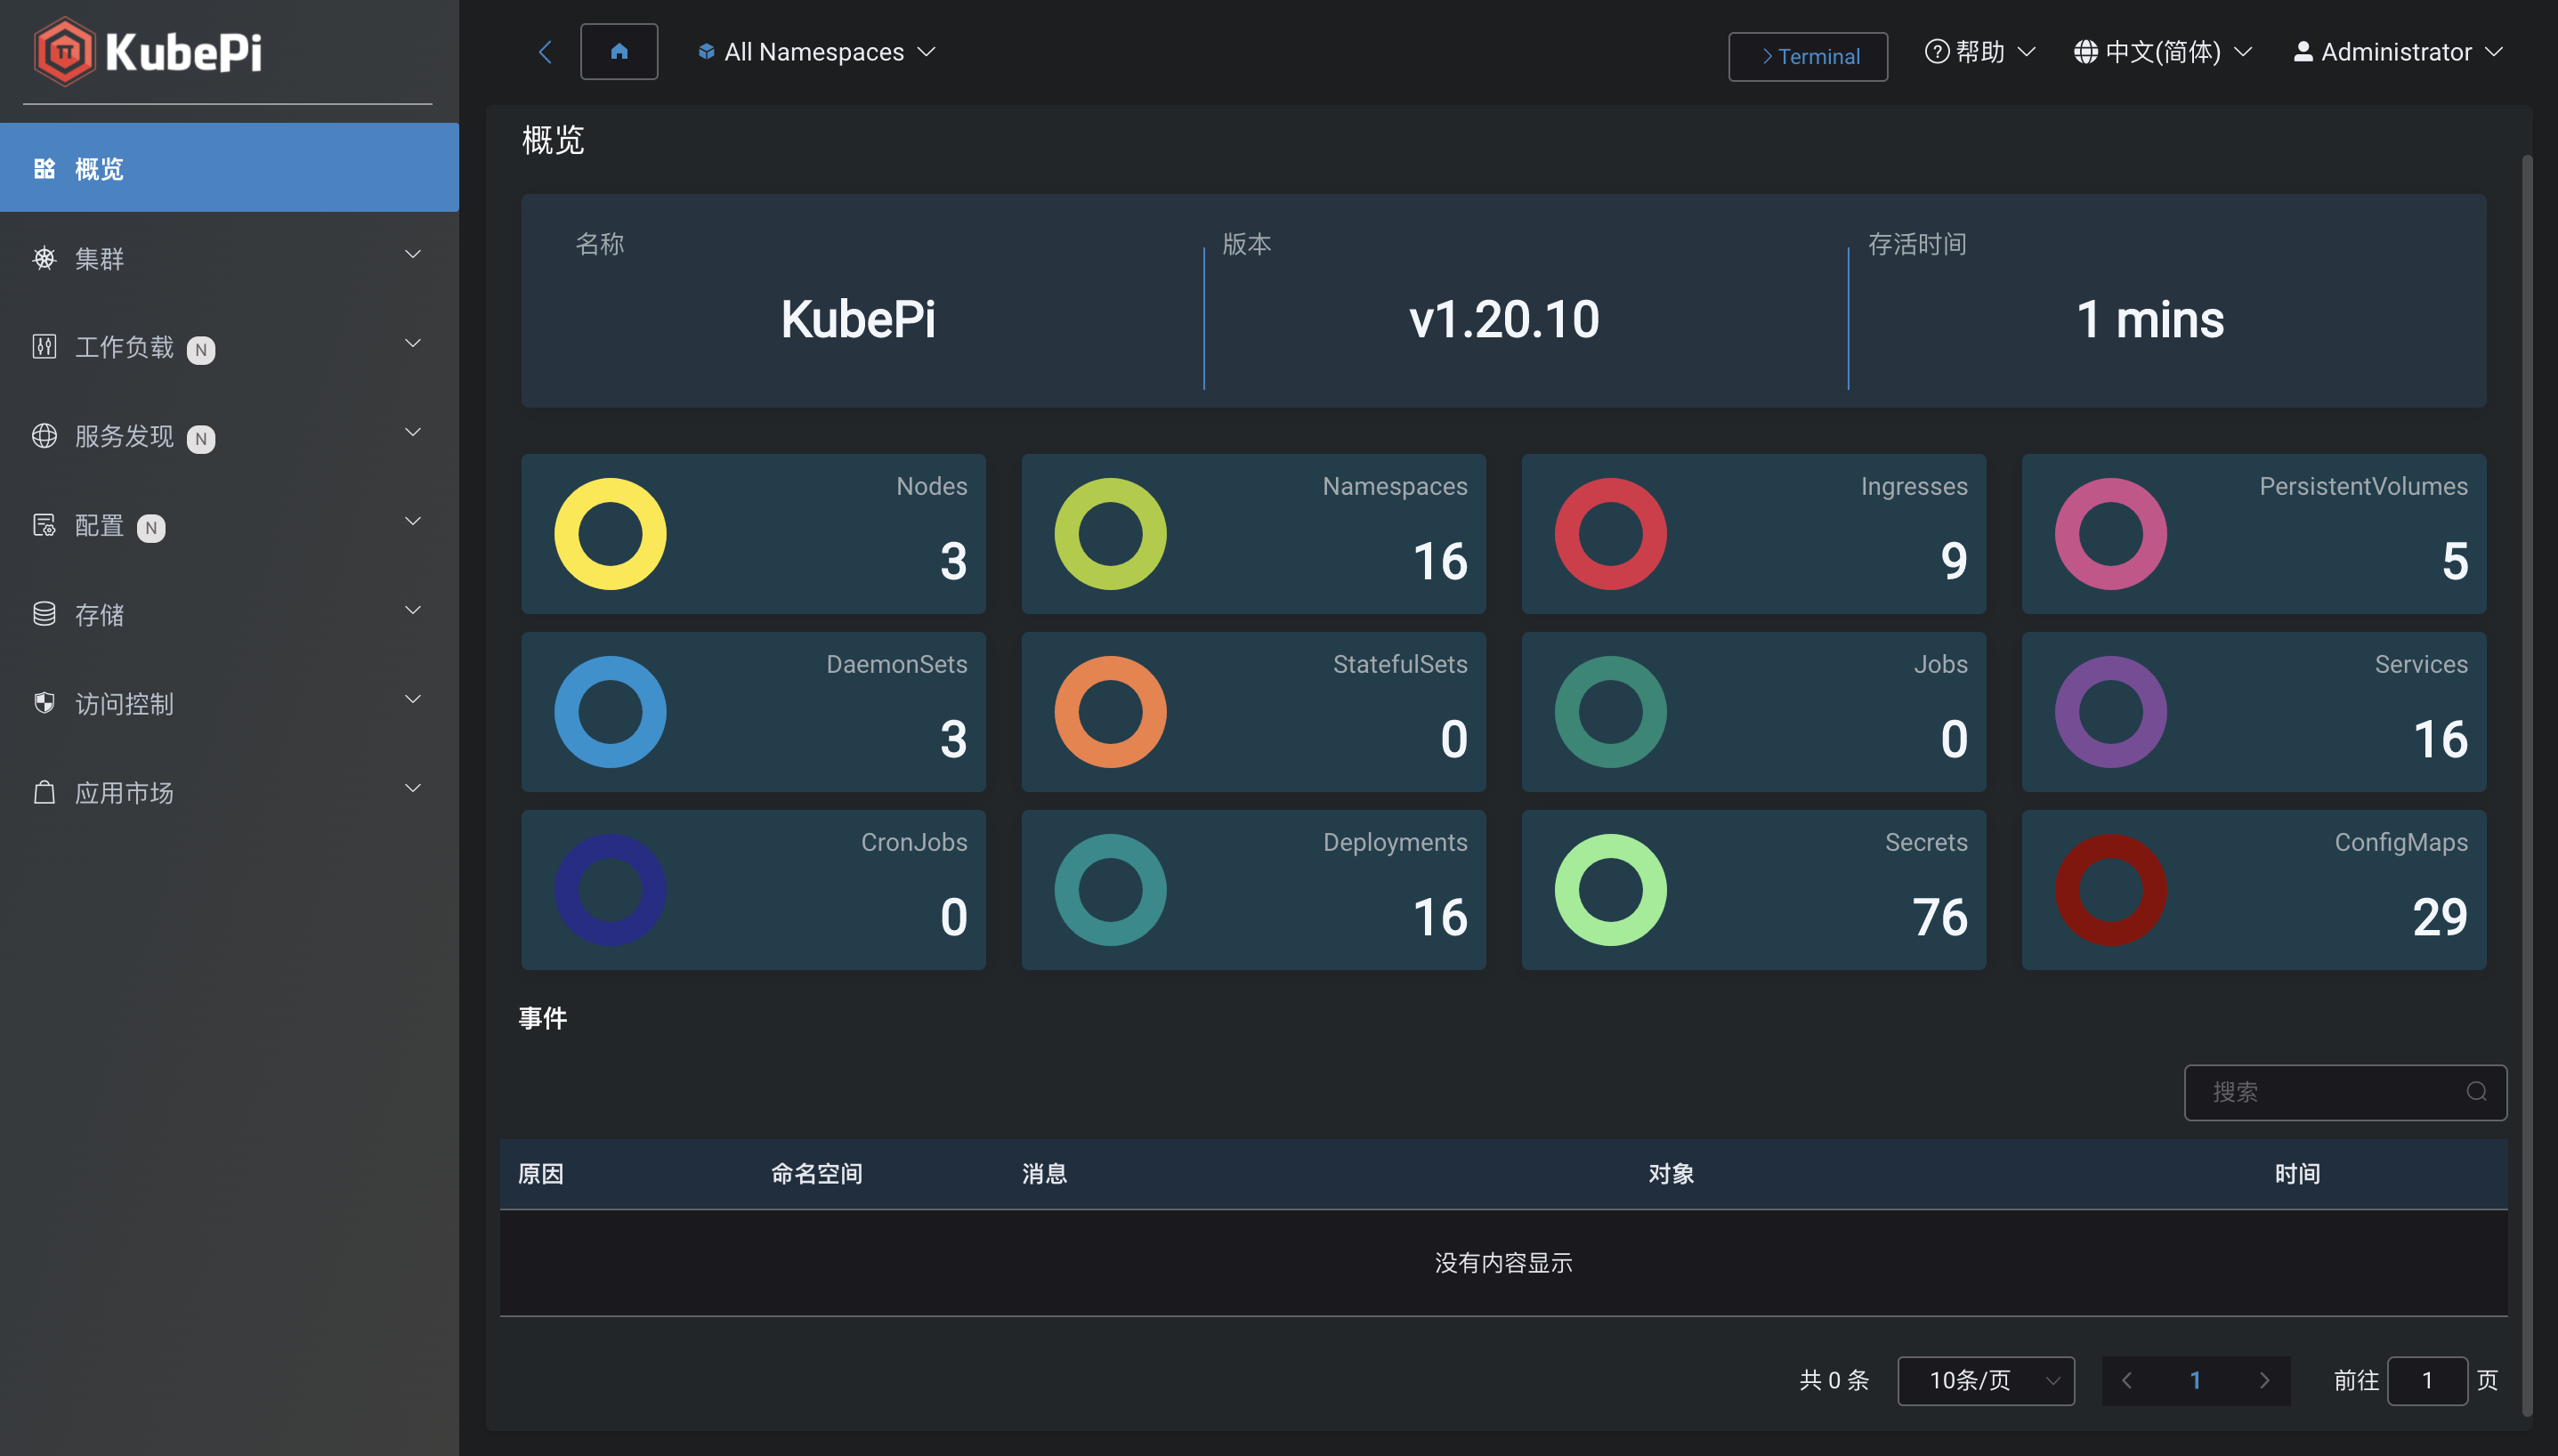 KubePi
All Namespaces
Terminal
帮助
中文(简体)
Administrator
概览
集群
工作负载 N
服务发现 N
配置 N
存储
访问控制
应用市场
概览
名称
KubePi
版本
v1.20.10
存活时间
1 mins
Nodes
3
Namespaces
16
Ingresses
9
PersistentVolumes
5
DaemonSets
3
StatefulSets
0
Jobs
0
Services
16
CronJobs
0
Deployments
16
Secrets
76
ConfigMaps
29
事件
搜索
原因 命名空间 消息 对象 时间
没有内容显示
共 0 条 10条/页 1 前往 1 页